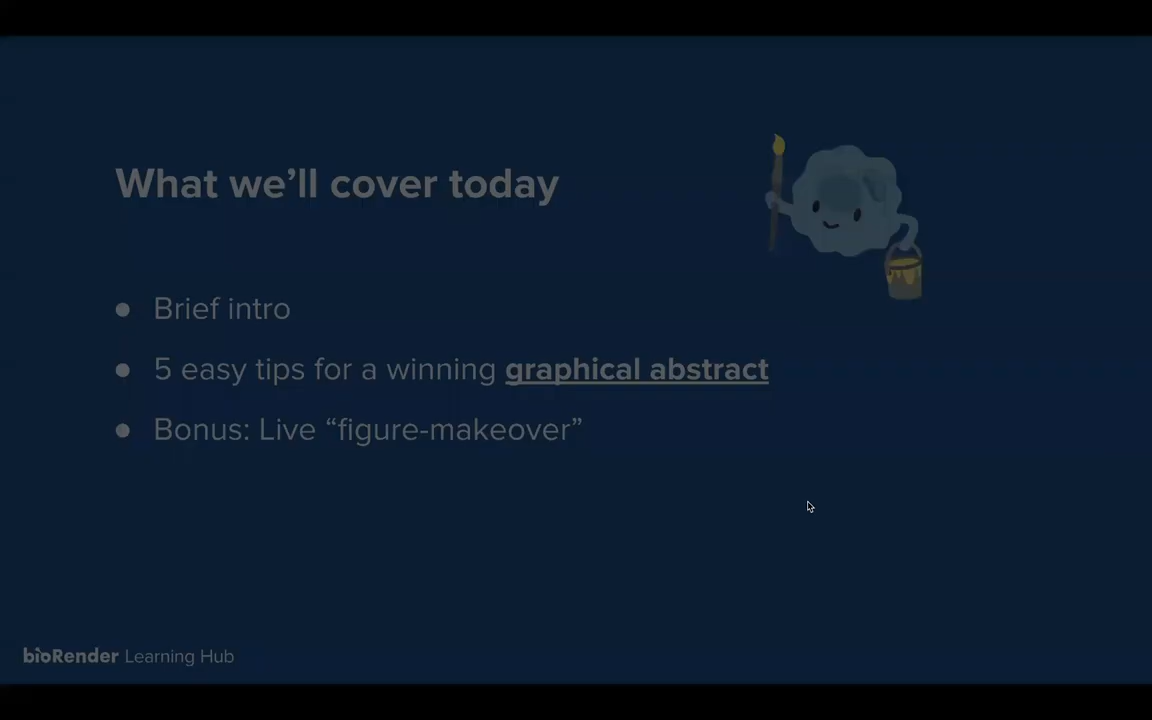 What we’ll cover today
● Brief intro
● 5 easy tips for a winning graphical abstract
● Bonus: Live “figure-makeover”
bioRender Learning Hub